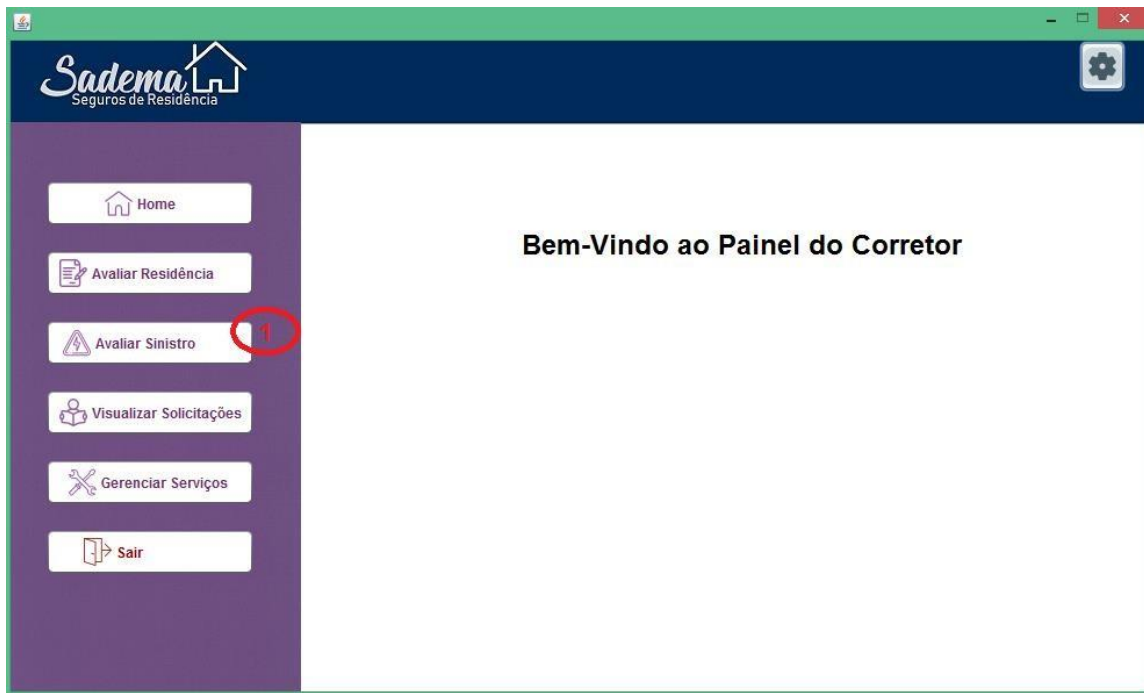 Sadema
Seguros de Residência
Home
Avaliar Residência
Avaliar Sinistro
1
Visualizar Solicitações
Gerenciar Serviços
Sair
Bem-Vindo ao Painel do Corretor